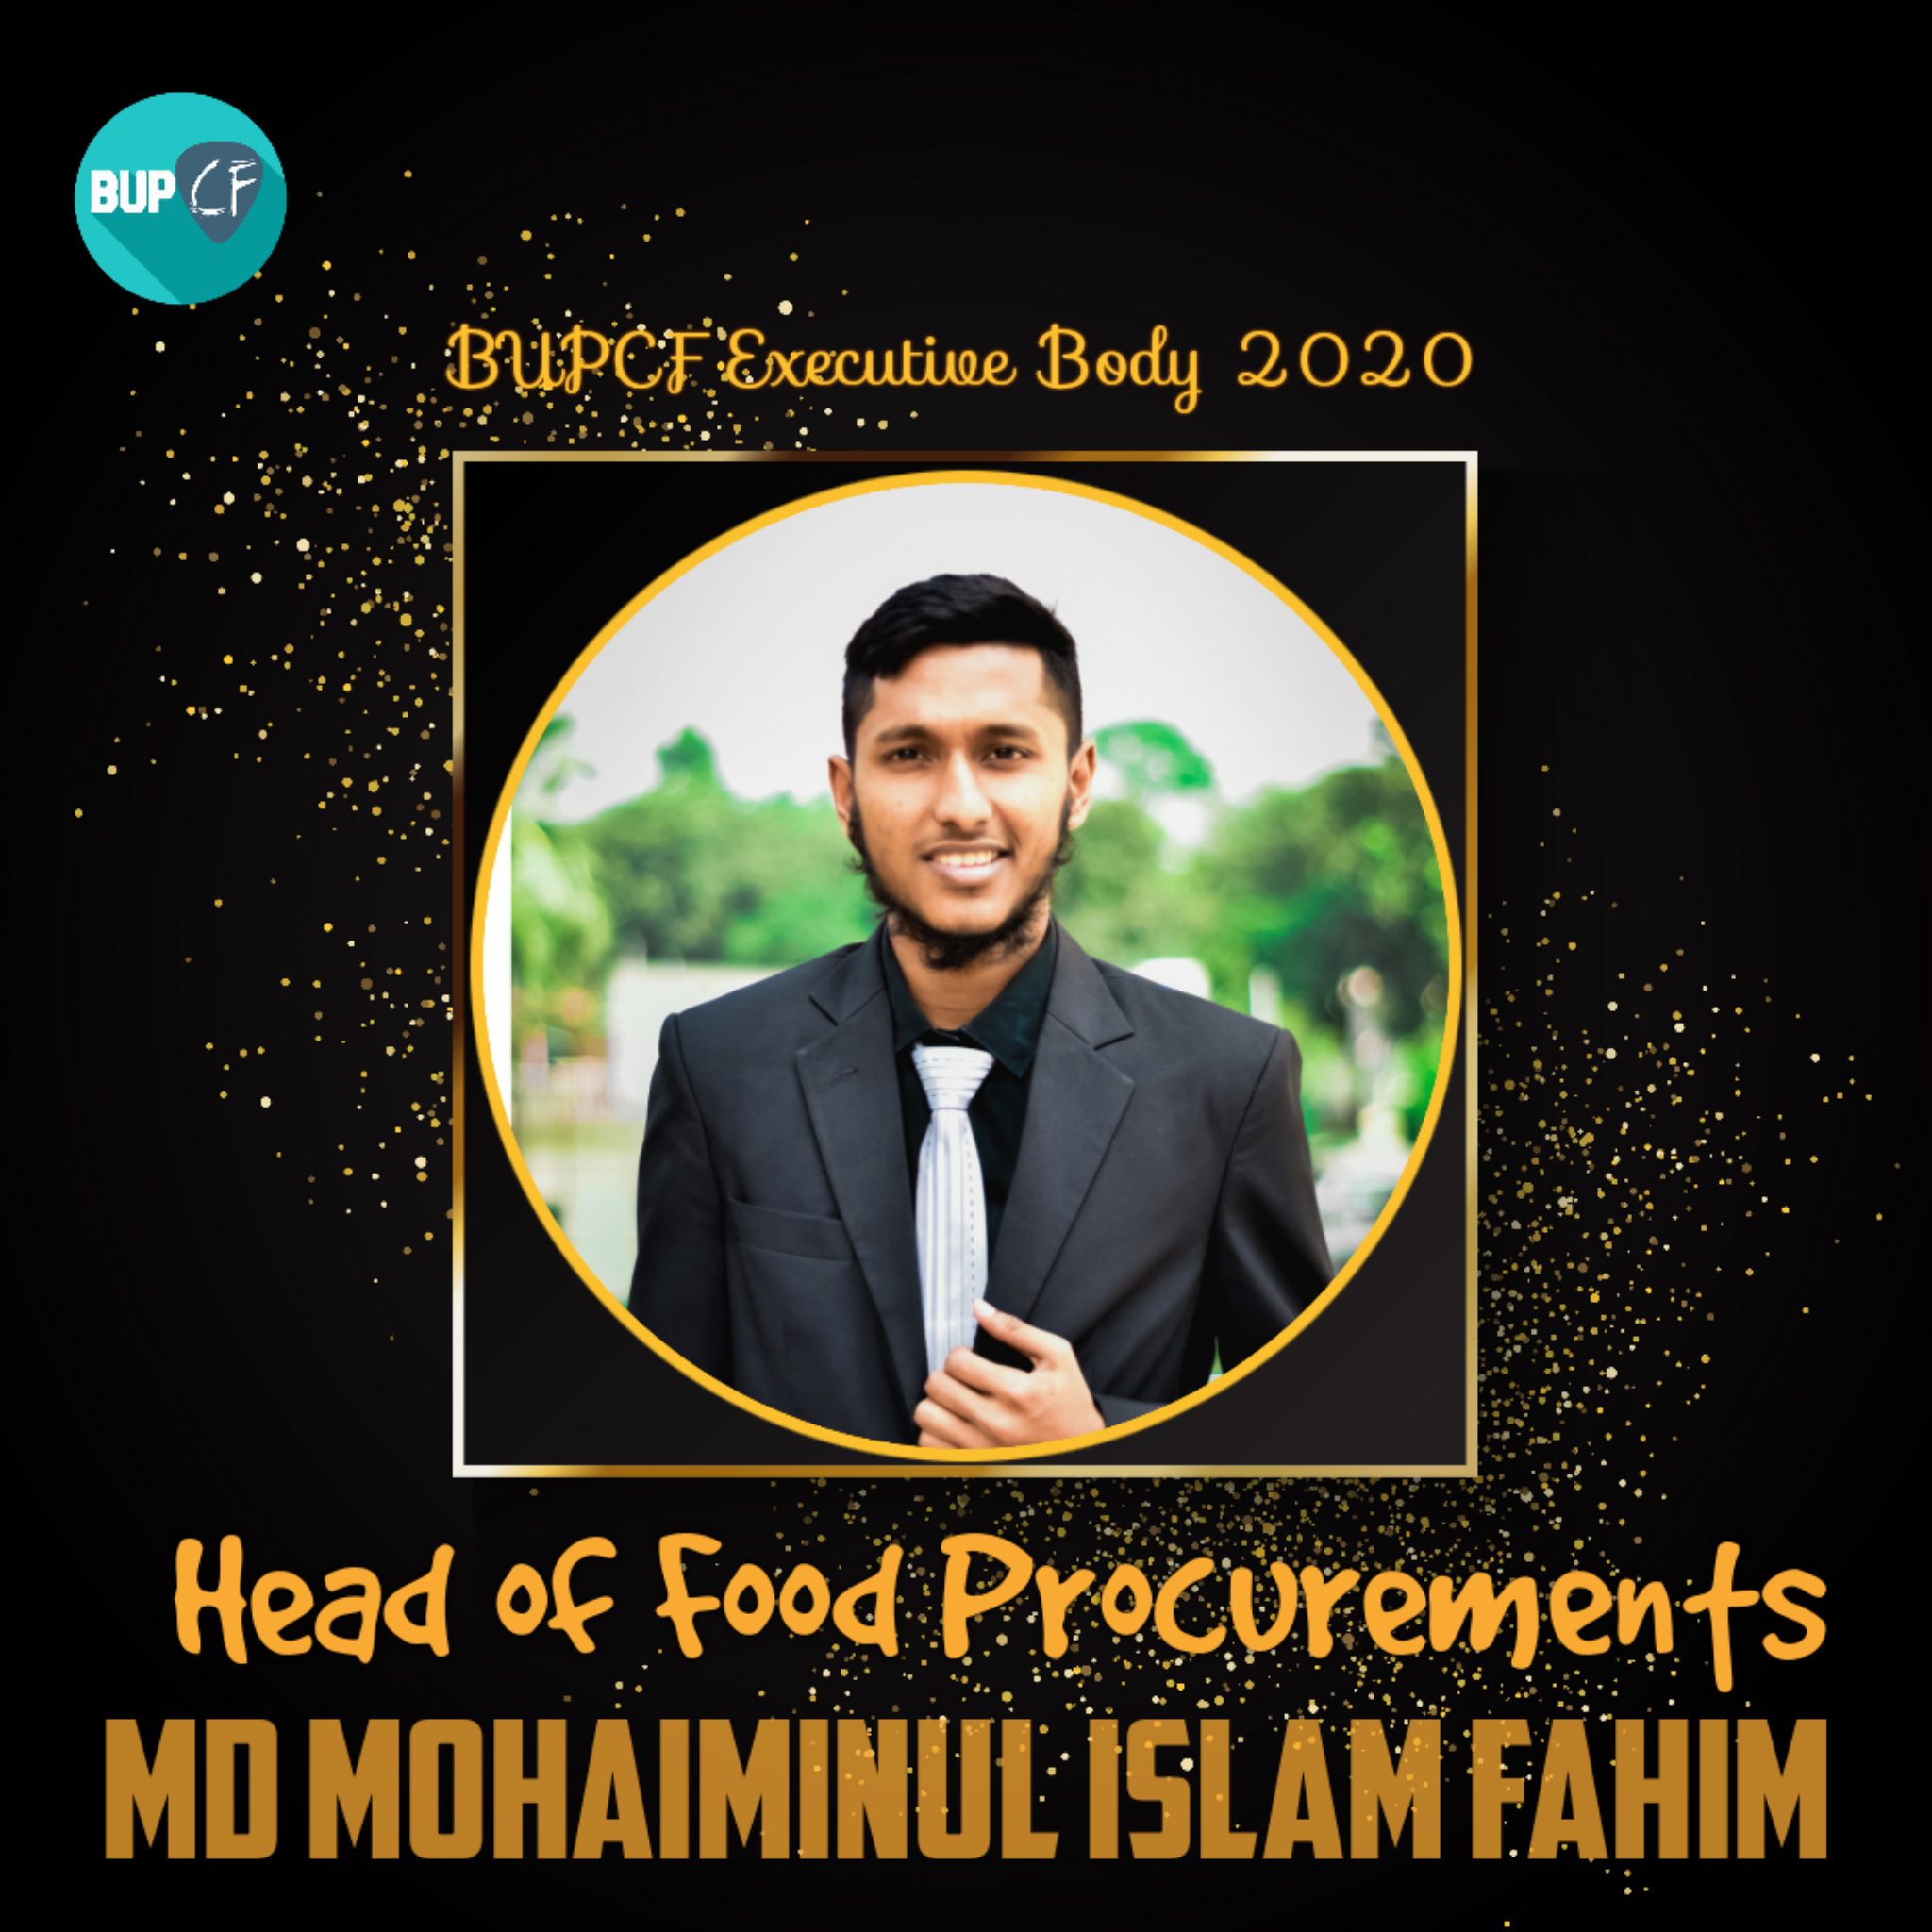 BUP CF
BUPCF Executive Body 2020
Head of Food Procurements
MD MOHAIMINUL ISLAM FAHIM